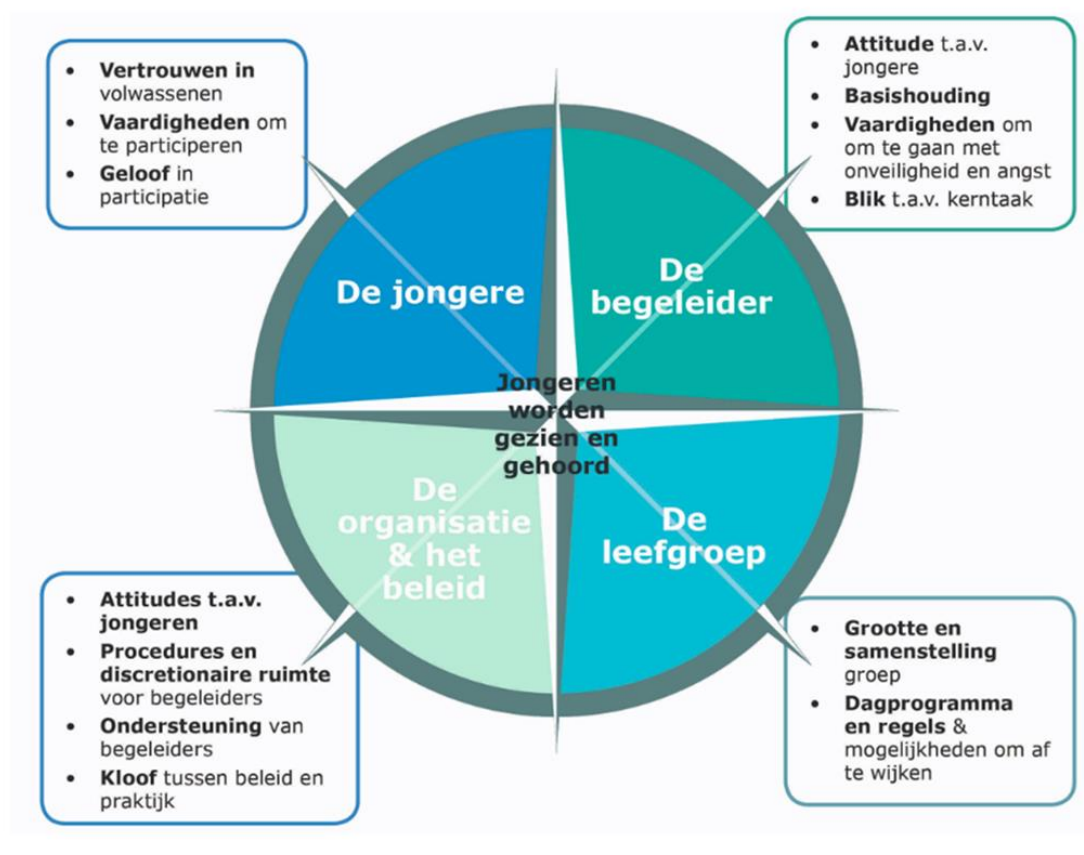 • Vertrouwen in
volwassenen
• Vaardigheden om
te participeren
• Geloof in
participatie
• Attitude t.a.v.
jongere
• Basishouding
• Vaardigheden om
om te gaan met
onveiligheid en angst
• Blik t.a.v. kerntaak
De jongere
De
begeleider
Jongeren
worden
gezien en
gehoord
De
organisatie
& het
beleid
De
leefgroep
• Attitudes t.a.v.
jongeren
• Procedures en
discretionaire ruimte
voor begeleiders
• Ondersteuning van
begeleiders
• Kloof tussen beleid en
praktijk
• Grootte en
samenstelling
groep
• Dagprogramma
en regels &
mogelijkheden om af
te wijken